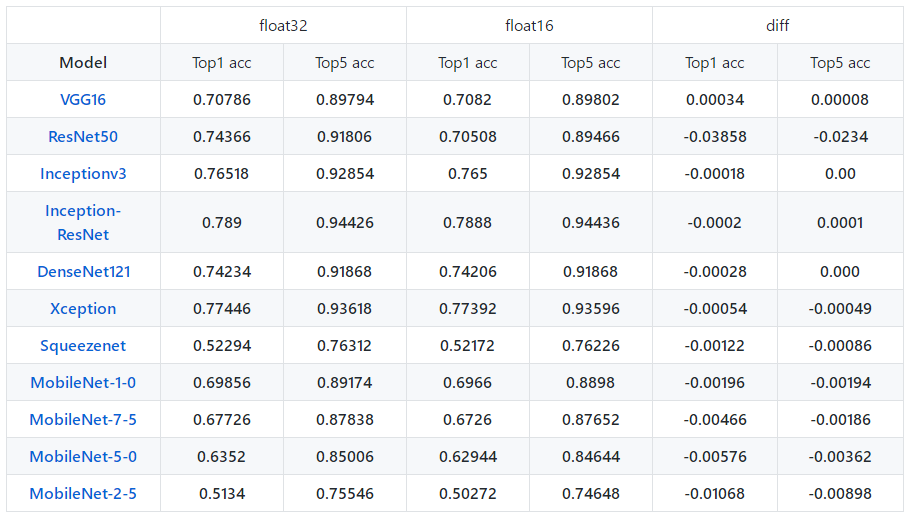 float32 float16 diff
Model Top1 acc Top5 acc Top1 acc Top5 acc Top1 acc Top5 acc
VGG16 0.70786 0.89794 0.7082 0.89802 0.00034 0.00008
ResNet50 0.74366 0.91806 0.70508 0.89466 -0.03858 -0.0234
Inceptionv3 0.76518 0.92854 0.765 0.92854 -0.00018 0.00
Inception-
ResNet 0.789 0.94426 0.7888 0.94436 -0.0002 0.0001
DenseNet121 0.74234 0.91868 0.74206 0.91868 -0.00028 0.000
Xception 0.77446 0.93618 0.77392 0.93596 -0.00054 -0.00049
Squeezenet 0.52294 0.76312 0.52172 0.76226 -0.00122 -0.00086
MobileNet-1-0 0.69856 0.89174 0.6966 0.8898 -0.00196 -0.00194
MobileNet-7-5 0.67726 0.87838 0.6726 0.87652 -0.00466 -0.00186
MobileNet-5-0 0.6352 0.85006 0.62944 0.84644 -0.00576 -0.00362
MobileNet-2-5 0.5134 0.75546 0.50272 0.74648 -0.01068 -0.00898